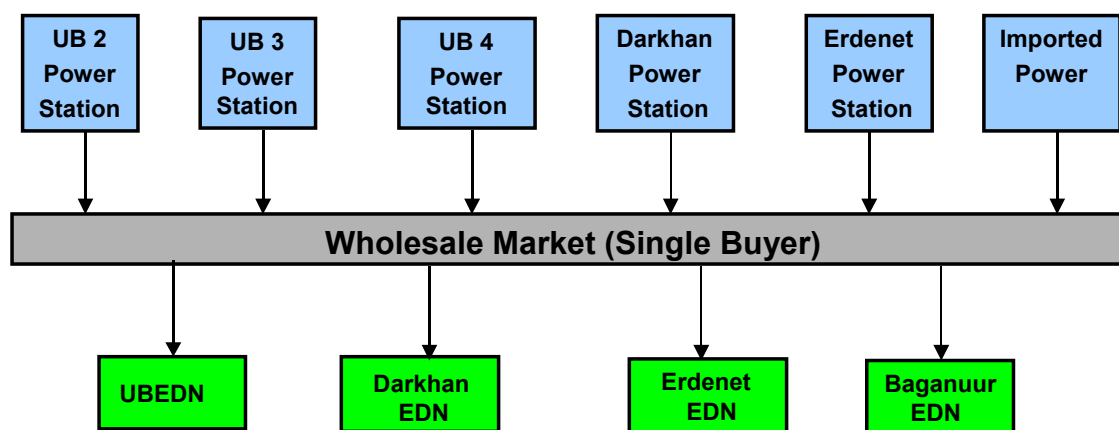 UB 2
Power
Station
UB 3
Power
Station
UB 4
Power
Station
Darkhan
Power
Station
Erdenet
Power
Station
Imported
Power
Wholesale Market (Single Buyer)
UBEDN
Darkhan
EDN
Erdenet
EDN
Baganuur
EDN